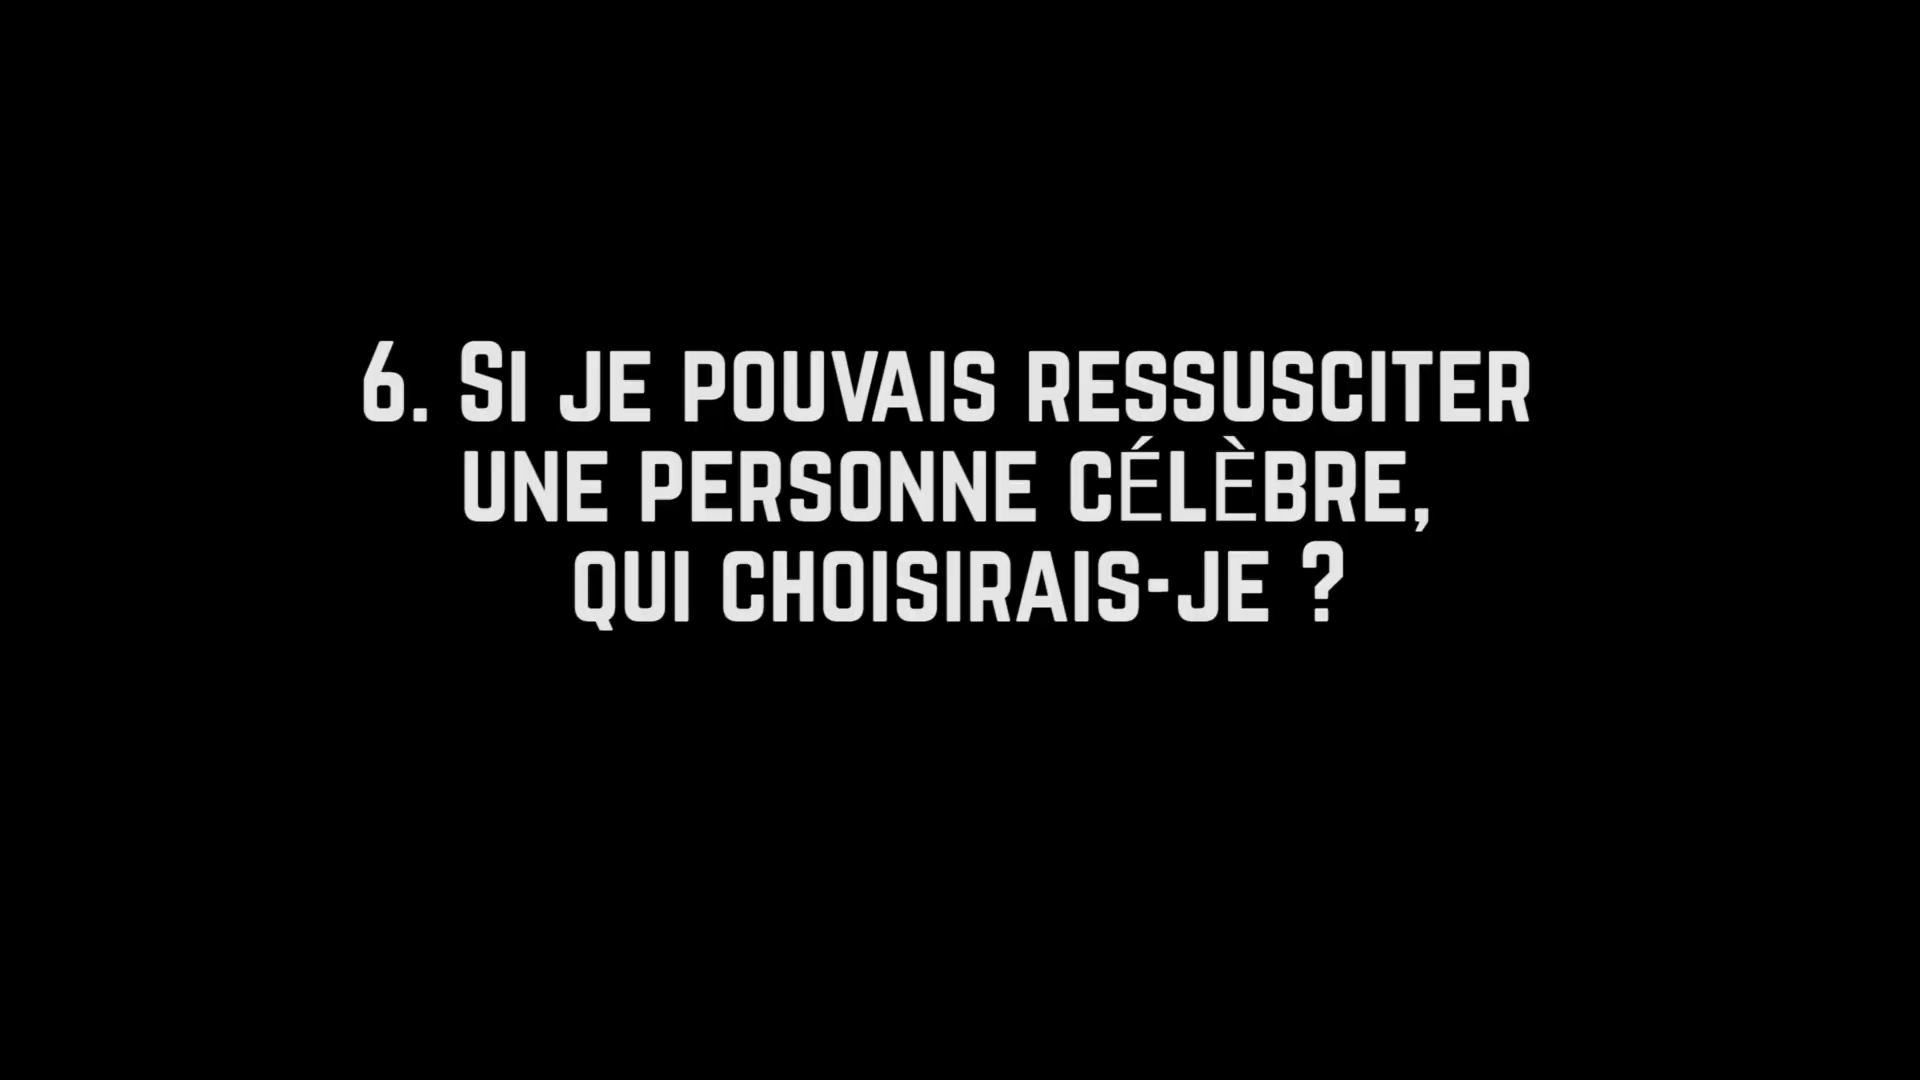 6. Si je pouvais ressusciter
une personne célèbre,
qui choisirais-je ?